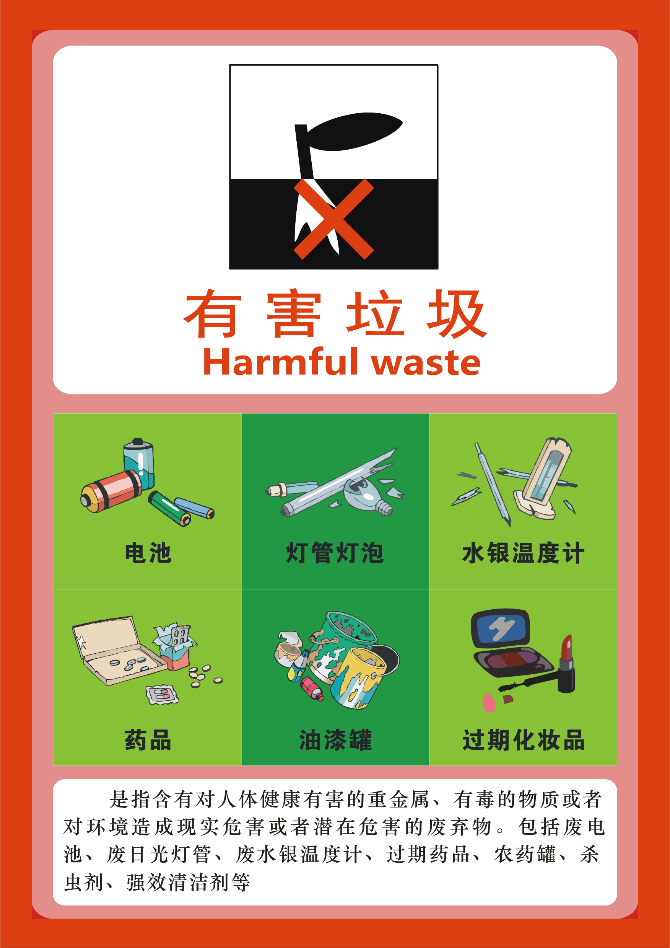 有害垃圾
Harmful waste
电池
灯管灯泡
水银温度计
药品
油漆罐
过期化妆品
是指含有对人体健康有害的重金属、有毒的物质或者
对环境造成现实危害或者潜在危害的废弃物。包括废电
池、废日光灯管、废水银温度计、过期药品、农药罐、杀
虫剂、强效清洁剂等